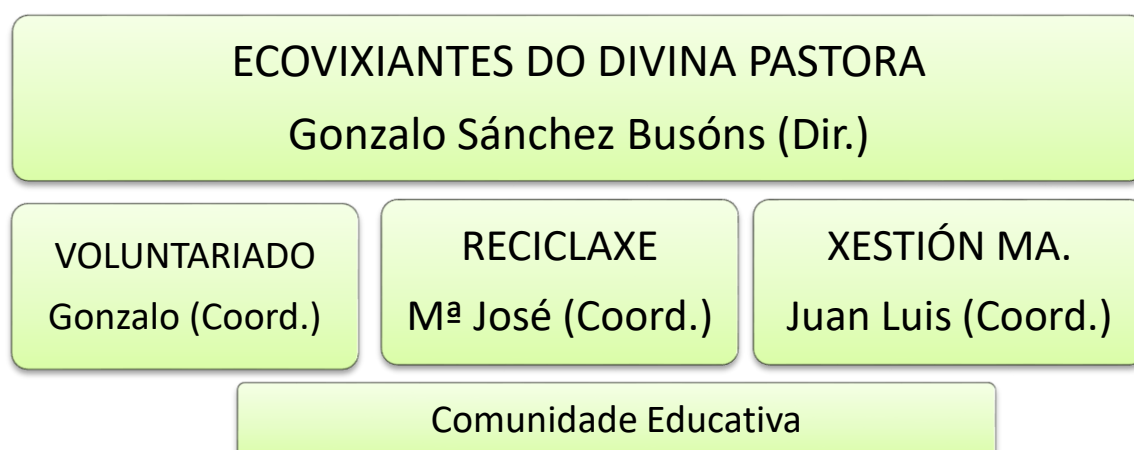 ECOVIXIANTES DO DIVINA PASTORA
Gonzalo Sánchez Busóns (Dir.)
VOLUNTARIADO
Gonzalo (Coord.)
RECICLAXE
Mª José (Coord.)
XESTIÓN MA.
Juan Luis (Coord.)
Comunidade Educativa